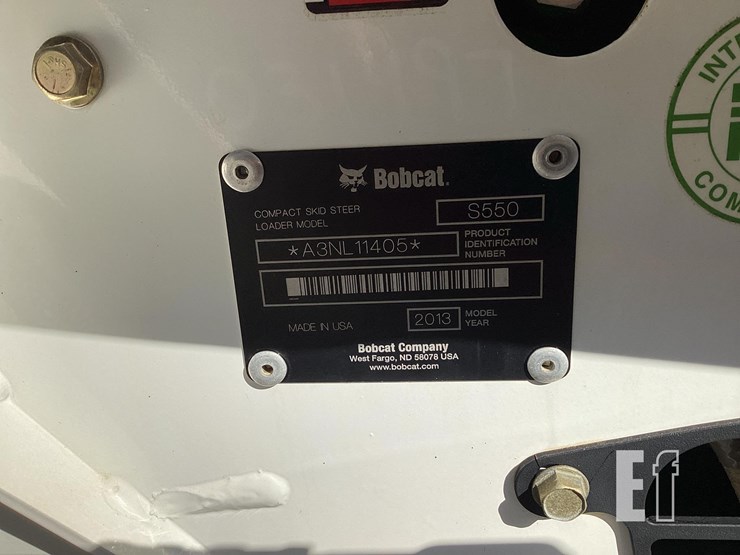 Bobcat®
COMPACT SKID STEER
LOADER MODEL
S550
*A3NL11405*
PRODUCT
IDENTIFICATION
NUMBER
MADE IN USA
2013
MODEL
YEAR
Bobcat Company
West Fargo, ND 58078 USA
www.bobcat.com
Ef